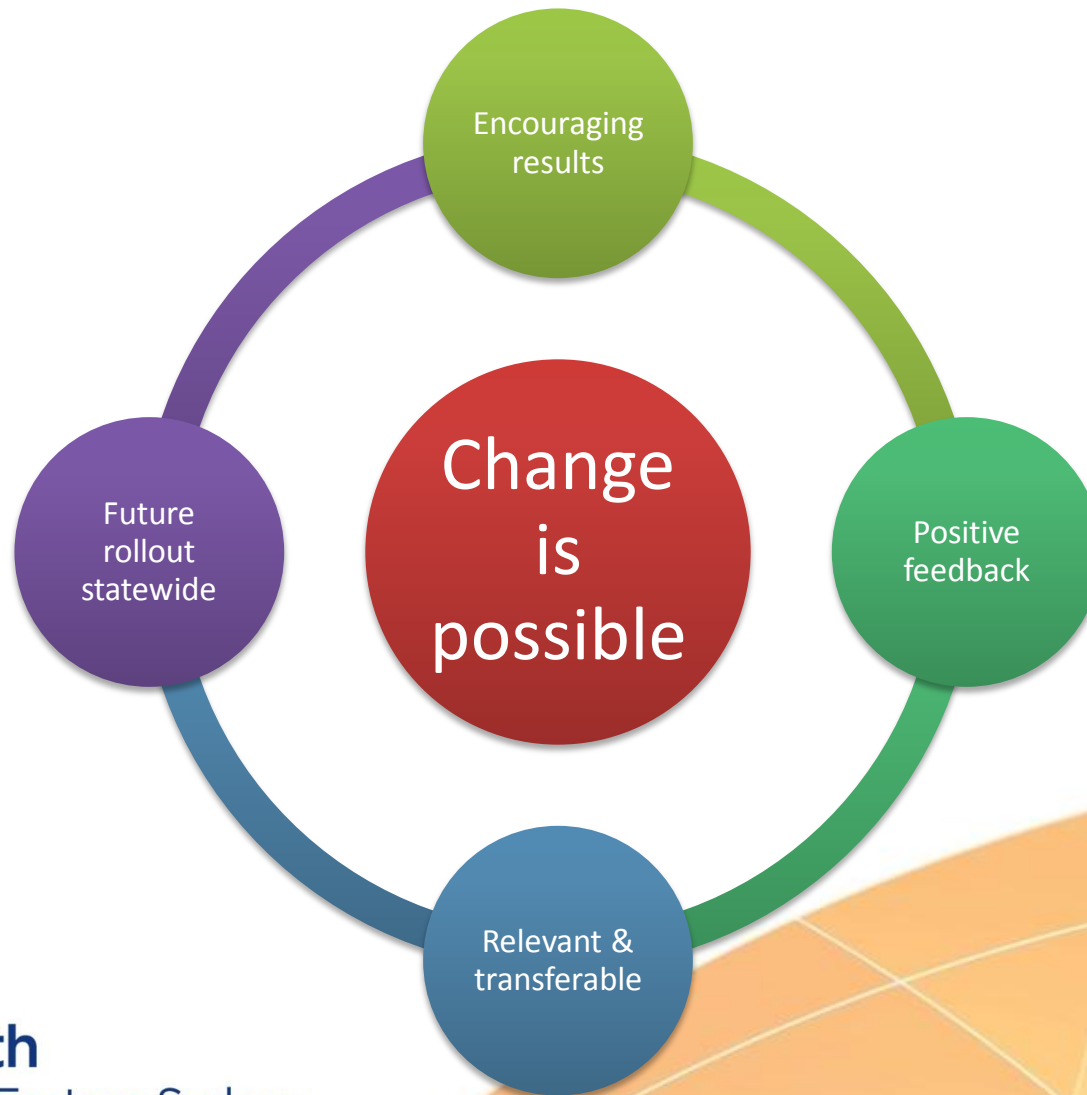 Encouraging
results
Change
is
possible
Positive
feedback
Future
rollout
statewide
Relevant &
transferable